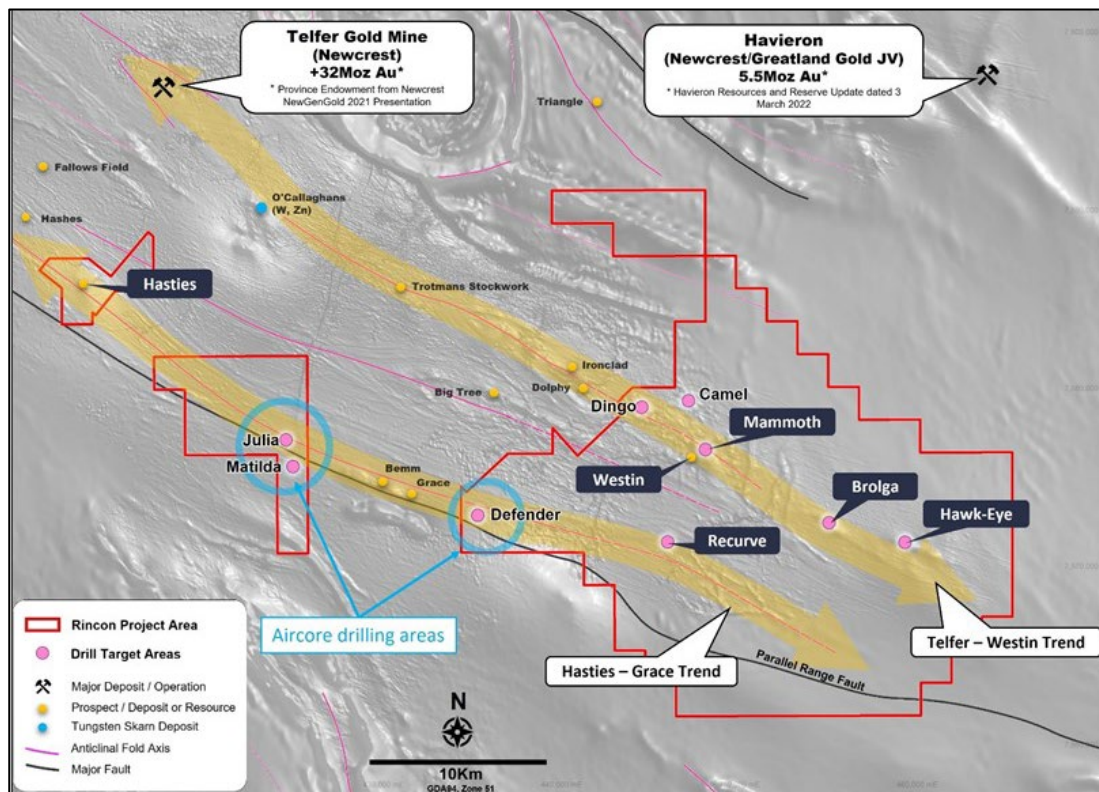 Telfer Gold Mine
(Newcrest)
+32Moz Au*
* Province Endowment from Newcrest
NewGenGold 2021 Presentation
Havieron
(Newcrest/Greatland Gold JV)
5.5Moz Au*
* Havieron Resources and Reserve Update dated 3
March 2022
Triangle
Fallows Field
O'Callaghans
(W, Zn)
Hashes
Hasties
Trotmans Stockwork
Ironclad
Dolphy
Big Tree
Dingo
Camel
Mammoth
Julia
Matilda
Westin
Bemm
Grace
Brolga
Defender
Hawk-Eye
Recurve
Aircore drilling areas
Telfer – Westin Trend
Hasties – Grace Trend
Parallel Range Fault
Rincon Project Area
Drill Target Areas
Major Deposit / Operation
Prospect / Deposit or Resource
Tungsten Skarn Deposit
Anticlinal Fold Axis
Major Fault
N
10Km
GDA94, Zone 51